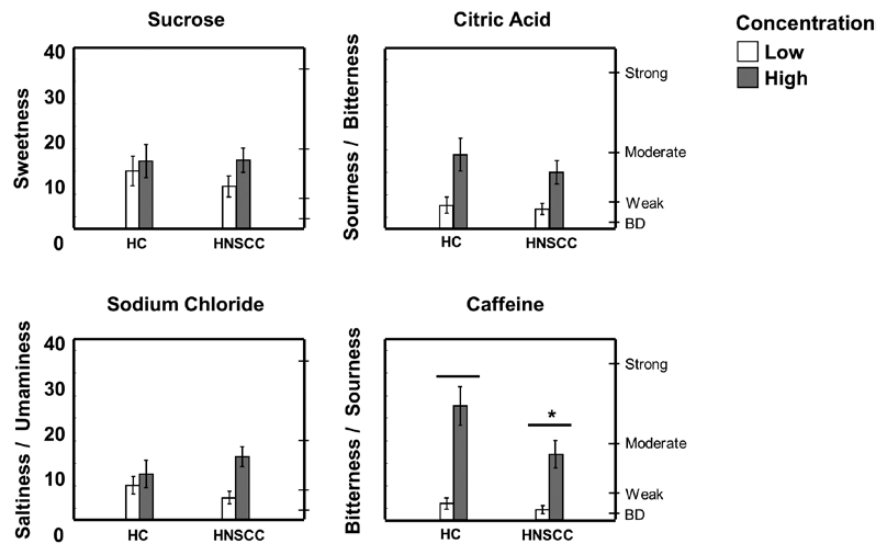 Sucrose
Citric Acid
Concentration
Low
High
40
30
20
10
0
Sweetness
HC
HNSCC
Sourness / Bitterness
Strong
Moderate
Weak
BD
HC
HNSCC
Sodium Chloride
Caffeine
40
30
20
10
0
Saltiness / Umaminess
HC
HNSCC
Bitterness / Sourness
*
Strong
Moderate
Weak
BD
HC
HNSCC